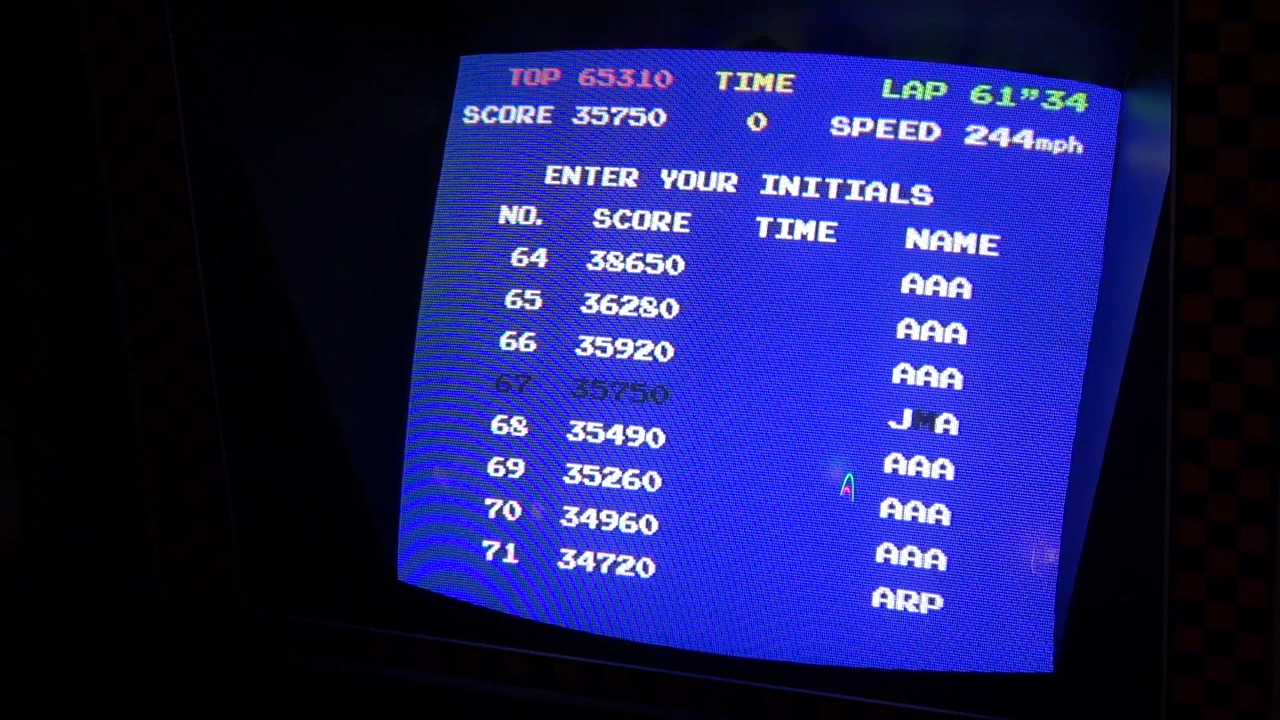 TOP 65310 TIME LAP 61”34
SCORE 35750 0 SPEED 244mph
ENTER YOUR INITIALS
NO. SCORE TIME NAME
64 38650 AAA
65 36280 AAA
66 35920 AAA
67 35750 JMA
68 35490 AAA
69 35260 AAA
70 34960 AAA
71 34720 ARP